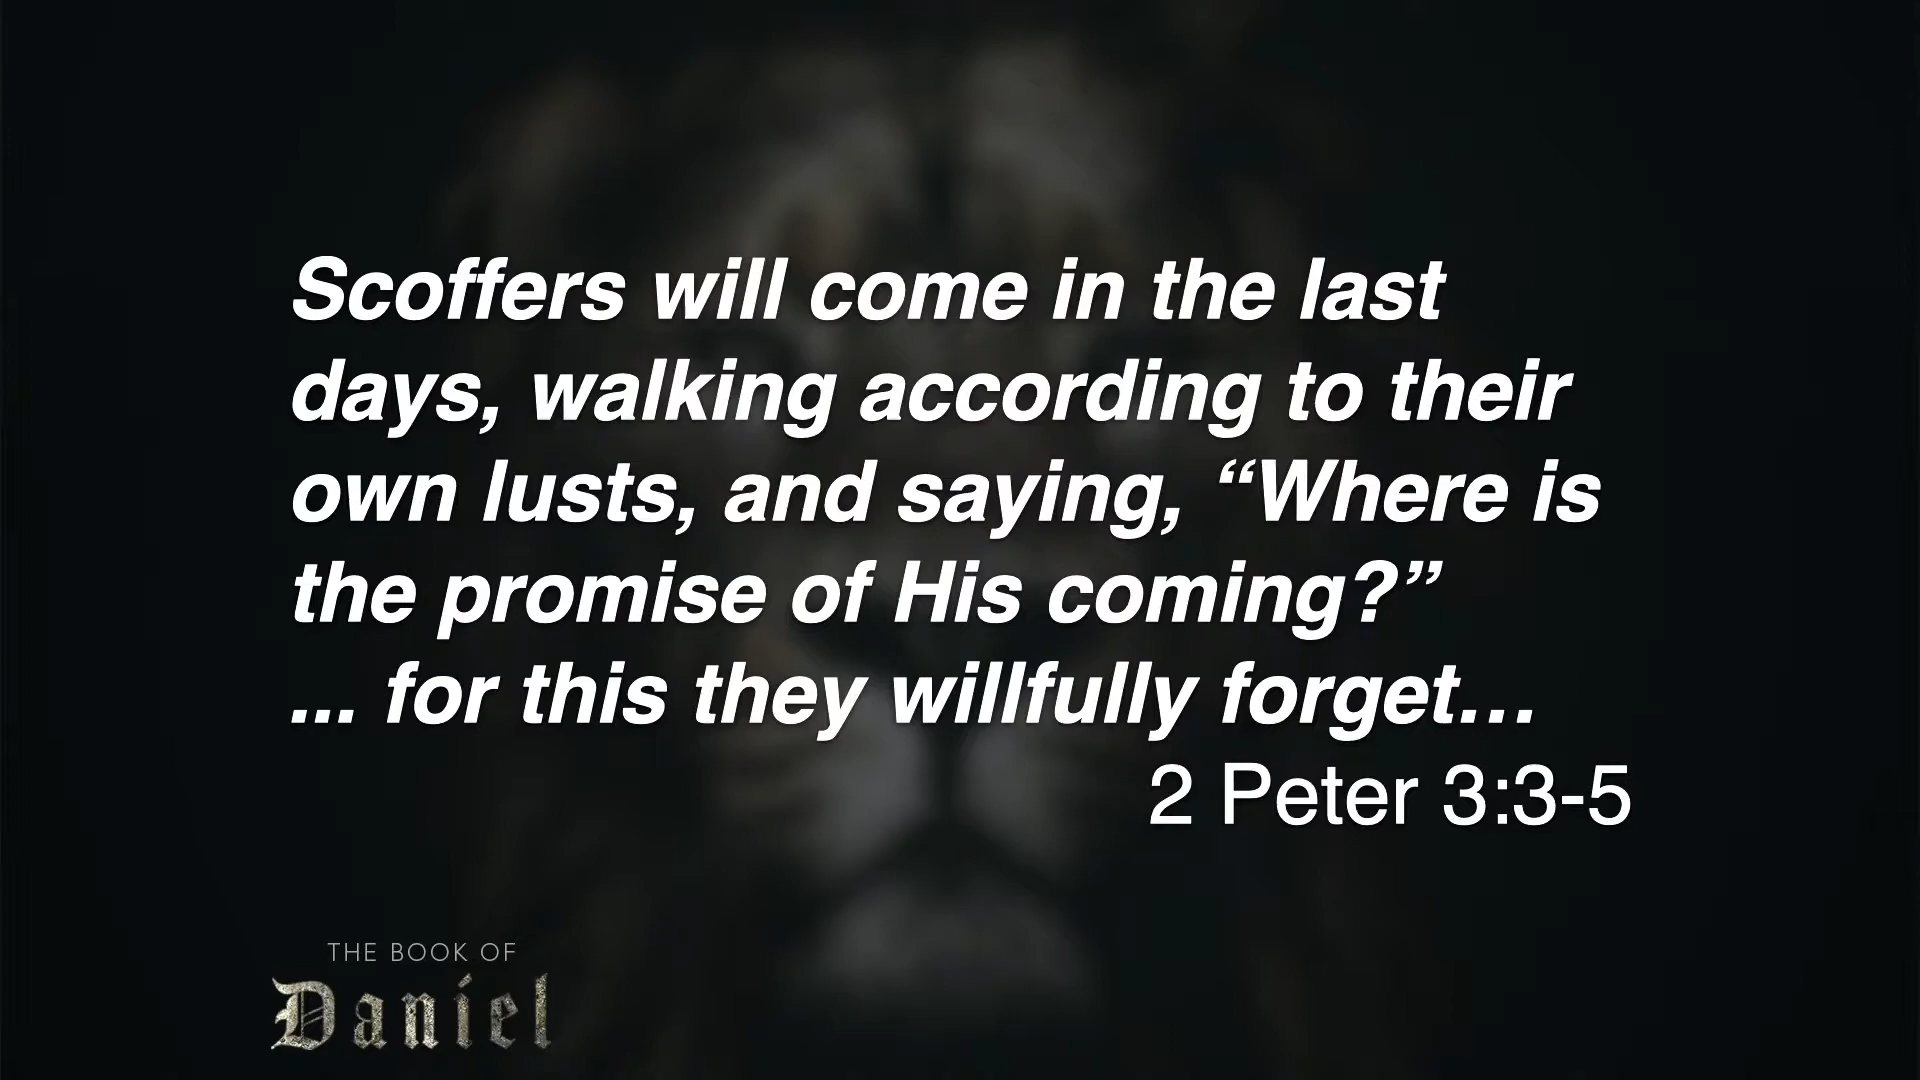 Scoffers will come in the last
days, walking according to their
own lusts, and saying, “Where is
the promise of His coming?”
... for this they willfully forget…
2 Peter 3:3-5
THE BOOK OF
Daniel